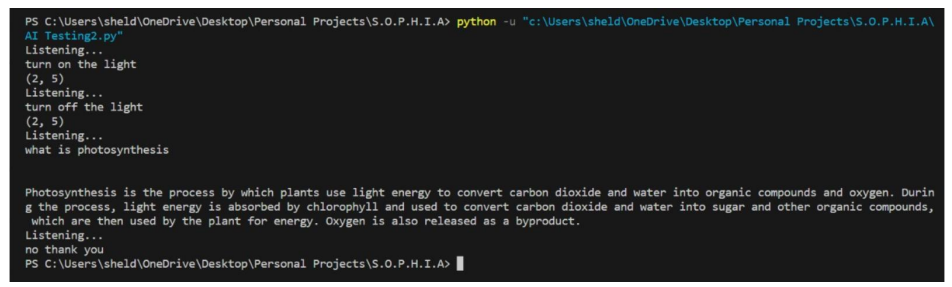 PS C:\Users\sheld\OneDrive\Desktop\Personal Projects\S.O.P.H.I.A> python -u "c:\Users\sheld\OneDrive\Desktop\Personal Projects\S.O.P.H.I.A\
AI Testing2.py"
Listening...
turn on the light
(2, 5)
Listening...
turn off the light
(2, 5)
Listening...
what is photosynthesis
Photosynthesis is the process by which plants use light energy to convert carbon dioxide and water into organic compounds and oxygen. Durin
g the process, light energy is absorbed by chlorophyll and used to convert carbon dioxide and water into sugar and other organic compounds,
which are then used by the plant for energy. Oxygen is also released as a byproduct.
Listening...
no thank you
PS C:\Users\sheld\OneDrive\Desktop\Personal Projects\S.O.P.H.I.A>